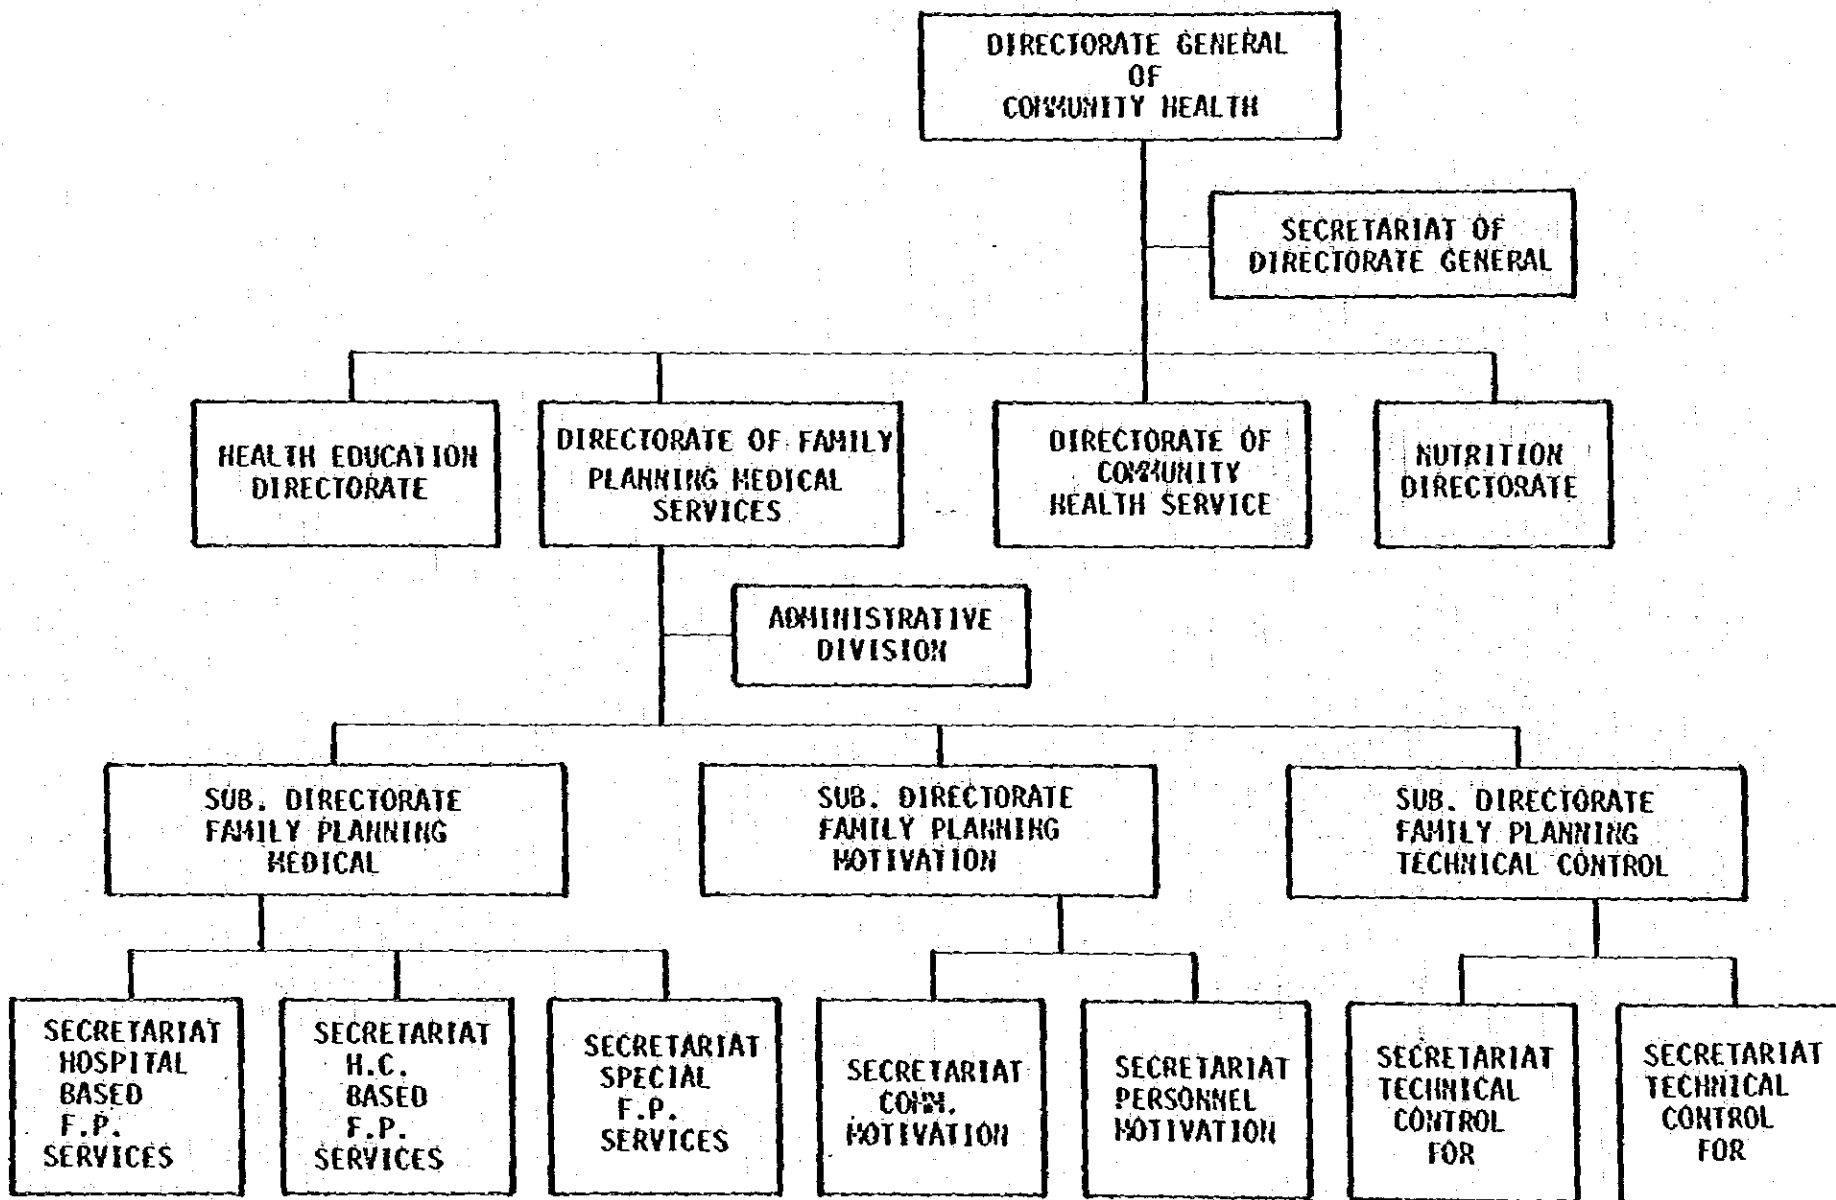 DIRECTORATE GENERAL
OF
COMMUNITY HEALTH
SECRETARIAT OF
DIRECTORATE GENERAL
HEALTH EDUCATION
DIRECTORATE
DIRECTORATE OF FAMILY
PLANNING MEDICAL
SERVICES
DIRECTORATE OF
COMMUNITY
HEALTH SERVICE
NUTRITION
DIRECTORATE
ADMINISTRATIVE
DIVISION
SUB. DIRECTORATE
FAMILY PLANNING
MEDICAL
SUB. DIRECTORATE
FAMILY PLANNING
MOTIVATION
SUB. DIRECTORATE
FAMILY PLANNING
TECHNICAL CONTROL
SECRETARIAT
HOSPITAL
BASED
F.P.
SERVICES
SECRETARIAT
H.C.
BASED
F.P.
SERVICES
SECRETARIAT
SPECIAL
F.P.
SERVICES
SECRETARIAT
COMM.
MOTIVATION
SECRETARIAT
PERSONNEL
MOTIVATION
SECRETARIAT
TECHNICAL
CONTROL
FOR
SECRETARIAT
TECHNICAL
CONTROL
FOR